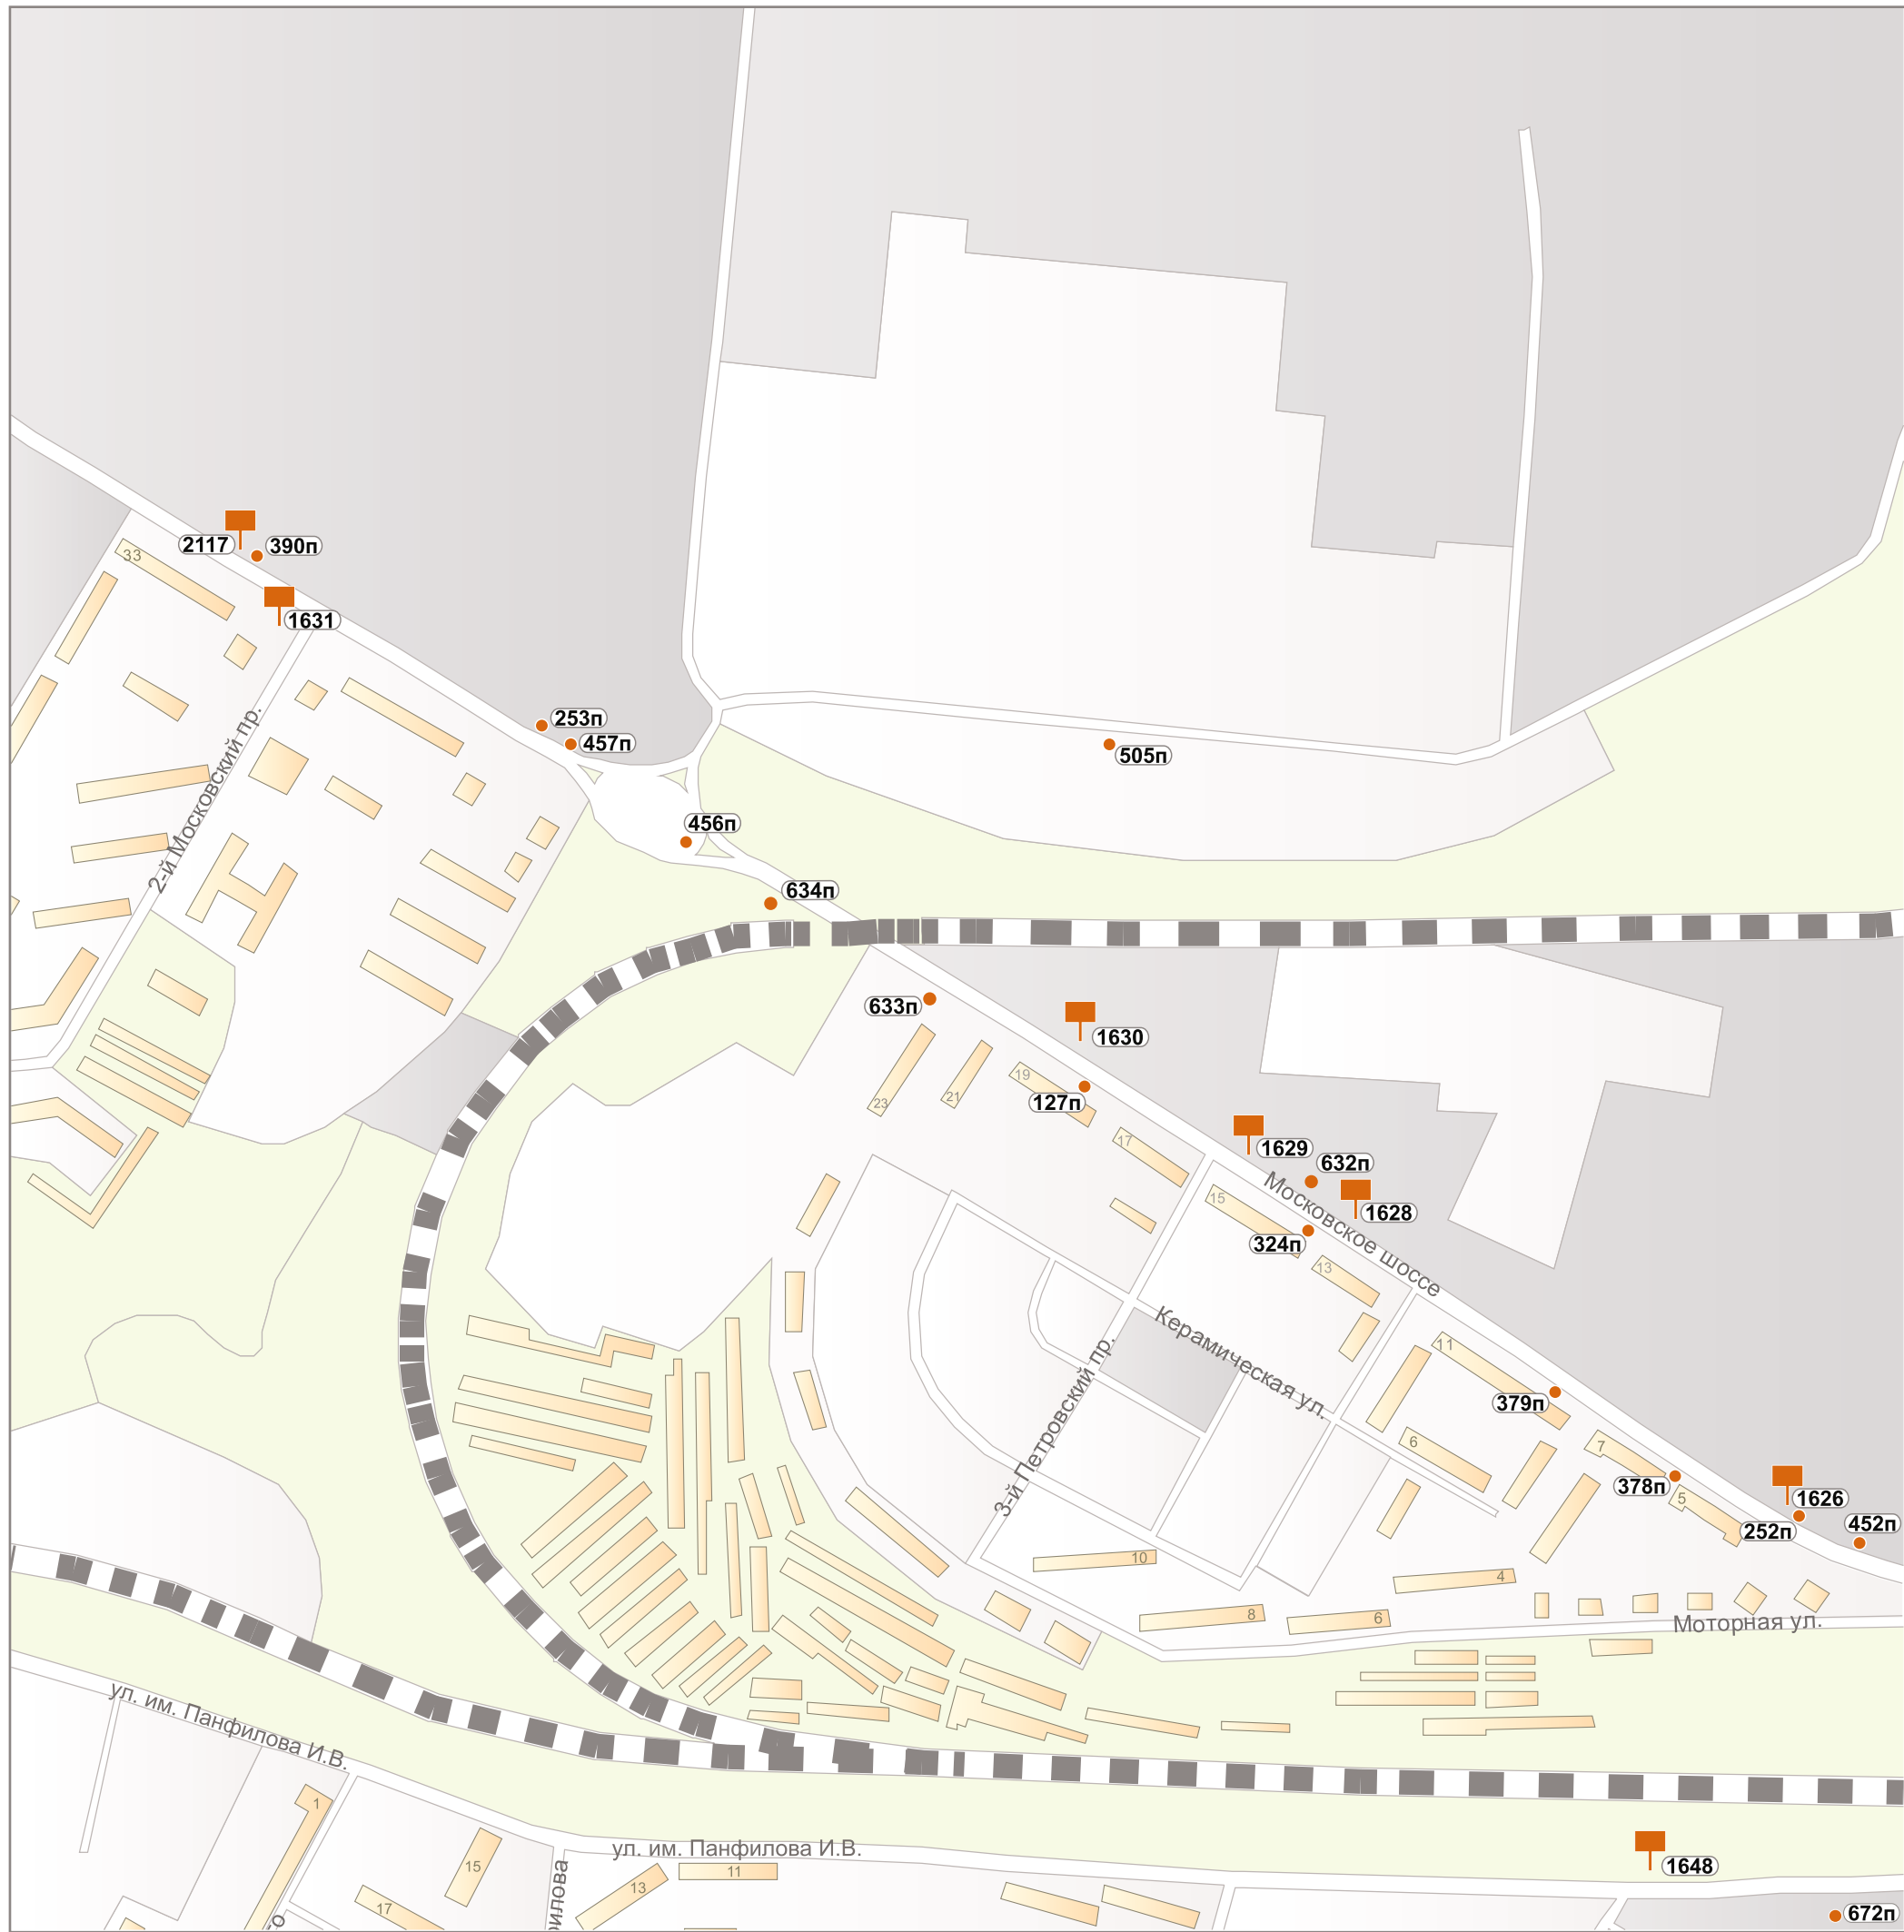 2117
390п
33
1631
2-й Московский пр.
253п
457п
505п
456п
634п
633п
1630
19
21
23
127п
17
1629
632п
1628
15
Московское шоссе
324п
13
Керамическая ул.
3-й Петровский пр.
11
379п
6
7
378п
5
1626
252п
452п
10
4
8
6
Моторная ул.
ул. им. Панфилова И.В.
1
ул. им. Панфилова И.В.
15
11
13
17
1648
672п